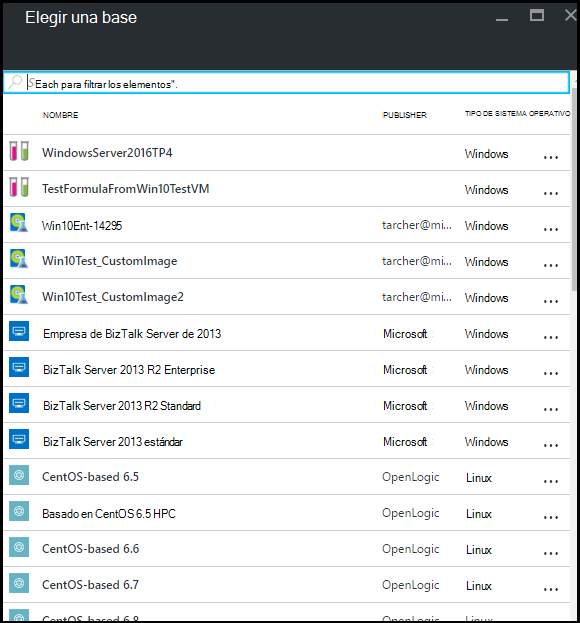 Elegir una base
S Each para filtrar los elementos".
NOMBRE PUBLISHER TIPO DE SISTEMA OPERATIVO
WindowsServer2016TP4 Windows ...
TestFormulaFromWin10TestVM Windows ...
Win10Ent-14295 tarcher@mi... Windows ...
Win10Test_CustomImage tarcher@mi... Windows ...
Win10Test_CustomImage2 tarcher@mi... Windows ...
Empresa de BizTalk Server de 2013 Microsoft Windows ...
BizTalk Server 2013 R2 Enterprise Microsoft Windows ...
BizTalk Server 2013 R2 Standard Microsoft Windows ...
BizTalk Server 2013 estándar Microsoft Windows ...
CentOS-based 6.5 OpenLogic Linux ...
Basado en CentOS 6.5 HPC OpenLogic Linux ...
CentOS-based 6.6 OpenLogic Linux ...
CentOS-based 6.7 OpenLogic Linux ...
CentOS-based 6.8 OpenLogic Linux